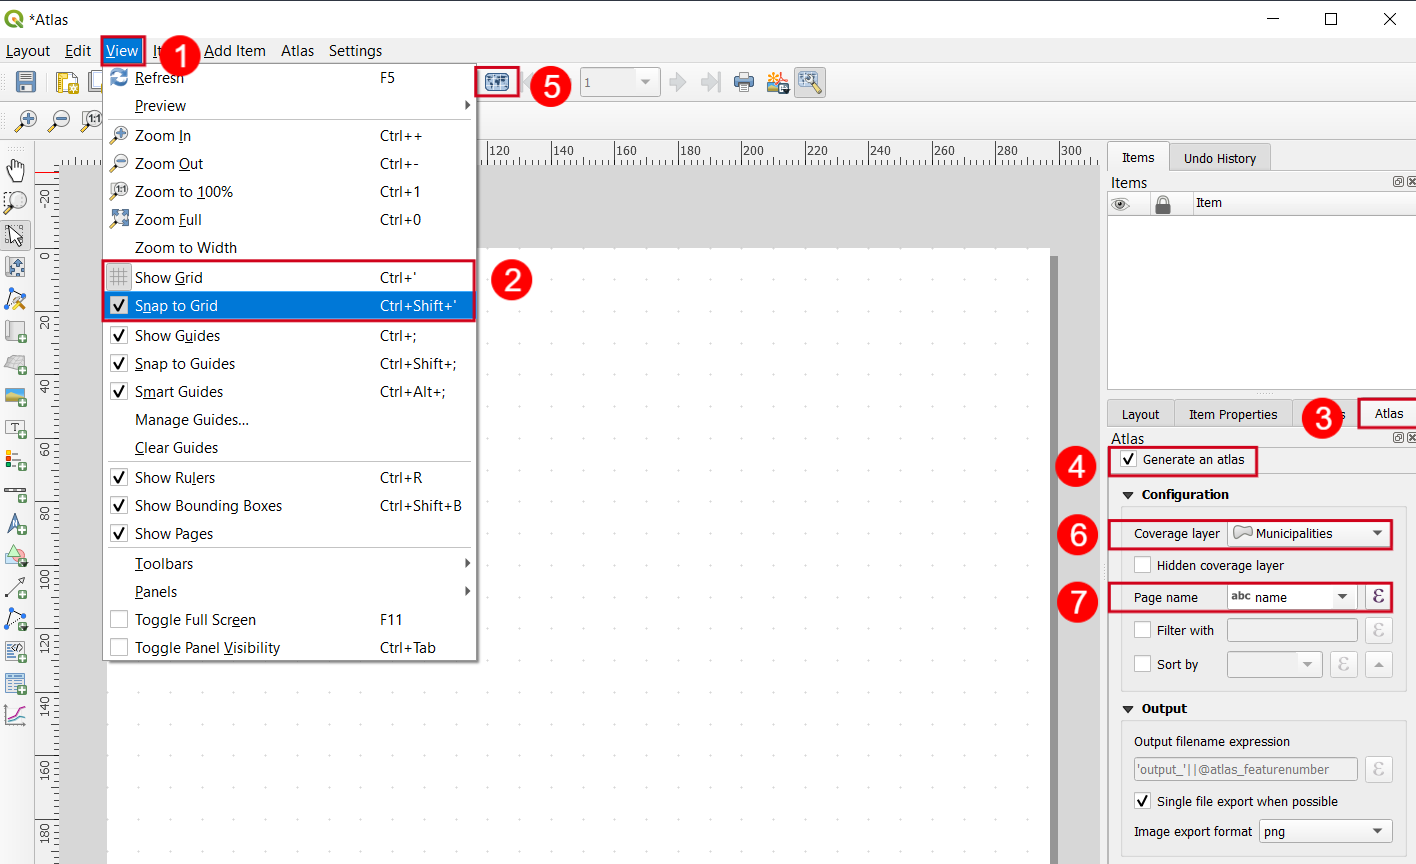 *Atlas
Layout Edit View Add Item Atlas Settings
1
5
1
Refresh F5
Preview
Zoom In Ctrl++
Zoom Out Ctrl+-
Zoom to 100% Ctrl+1
Zoom Full Ctrl+0
Zoom to Width
Show Grid Ctrl+'
Snap to Grid Ctrl+Shift+'
2
Show Guides Ctrl+;
Snap to Guides Ctrl+Shift+;
Smart Guides Ctrl+Alt+;
Manage Guides...
Clear Guides
Show Rulers Ctrl+R
Show Bounding Boxes Ctrl+Shift+B
Show Pages
Toolbars
Panels
Toggle Full Screen F11
Toggle Panel Visibility Ctrl+Tab
120 140 160 180 200 220 240 260 280 300
-20
0
20
40
60
80
100
120
140
160
180
Items Undo History
Items
Item
Layout Item Properties 3 Atlas
Atlas
4 Generate an atlas
Configuration
6 Coverage layer Municipalities
Hidden coverage layer
7 Page name abc name ε
Filter with ε
Sort by ε
Output
Output filename expression
'output_'||@atlas_featurenumber ε
Single file export when possible
Image export format png